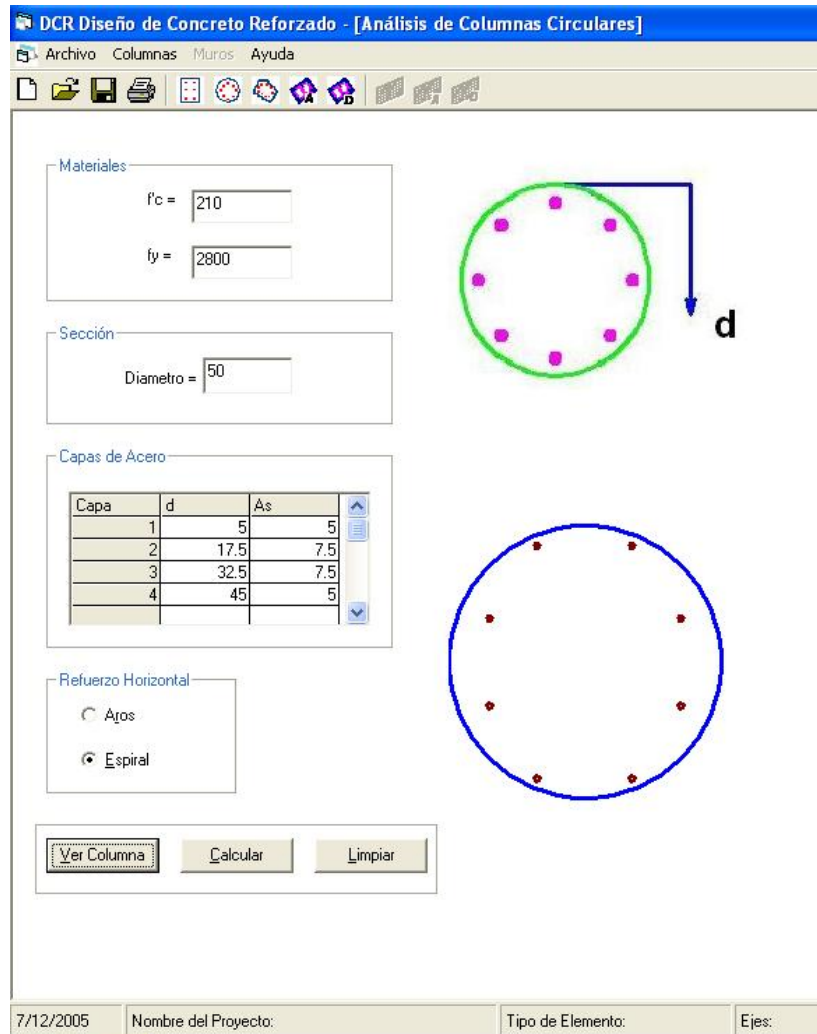 DCR Diseño de Concreto Reforzado - [Análisis de Columnas Circulares]
Archivo Columnas Muros Ayuda
A D
Materiales
f'c = 210
fy = 2800
d
Sección
Diametro = 50
Capas de Acero
Capa d As
1 5 5
2 17.5 7.5
3 32.5 7.5
4 45 5
Refuerzo Horizontal
Aros
Espiral
Ver Columna Calcular Limpiar
7/12/2005 Nombre del Proyecto: Tipo de Elemento: Ejes: